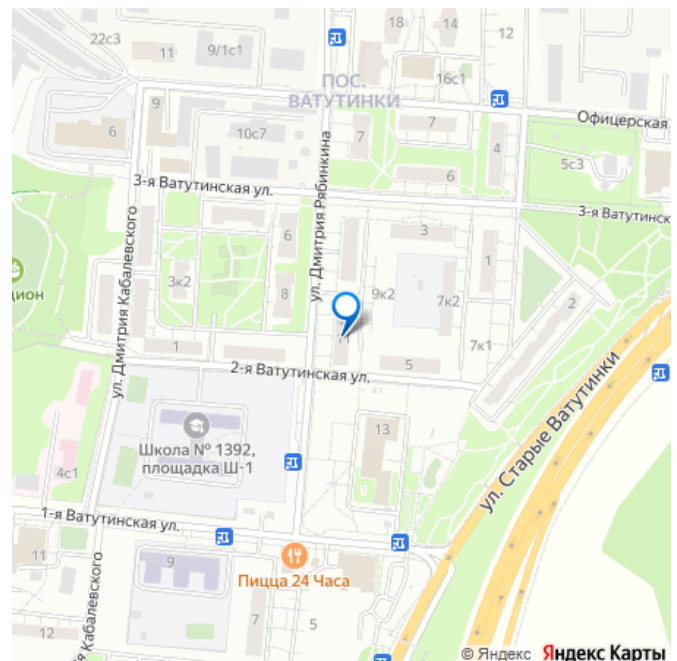 22с3
11
9/1с1
18
14
12
16с1
ПОС.
ВАТУТИНКИ
Офицерская
9
6
10с7
7
7
4
5с3
6
3-я Ватутинская ул.
3-я Ватутинск
ул. Дмитрия Рябинкина
ул. Дмитрия Кабалевского
6
3
1
цион
3к2
8
9к2
7к2
2
11
7к1
1
2-я Ватутинская ул.
5
13
Школа № 1392,
площадка Ш-1
4с1
ул. Старые Ватутинки
1-я Ватутинская ул.
11
9
Пицца 24 Часа
7
5
12
я Кабалевского
© Яндекс Яндекс Карты